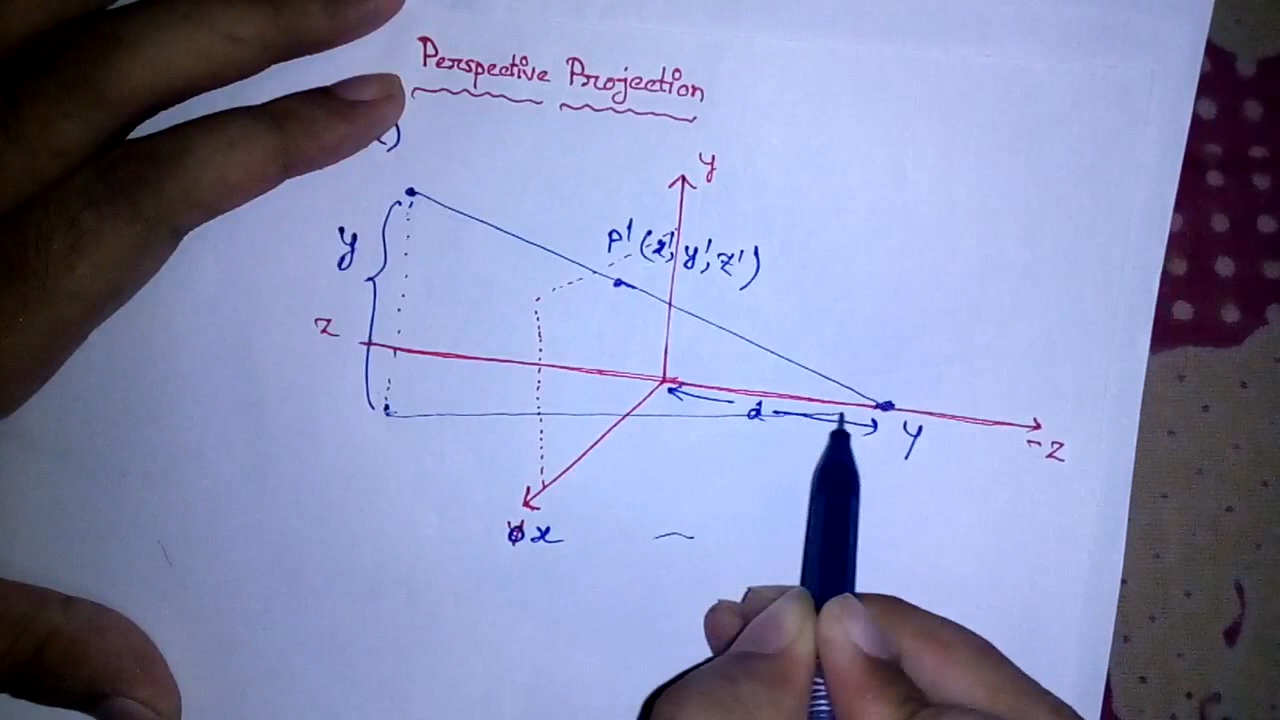 Perspective Projection
)
y
P' (x', y', z')
y
z
d
y
-z
x